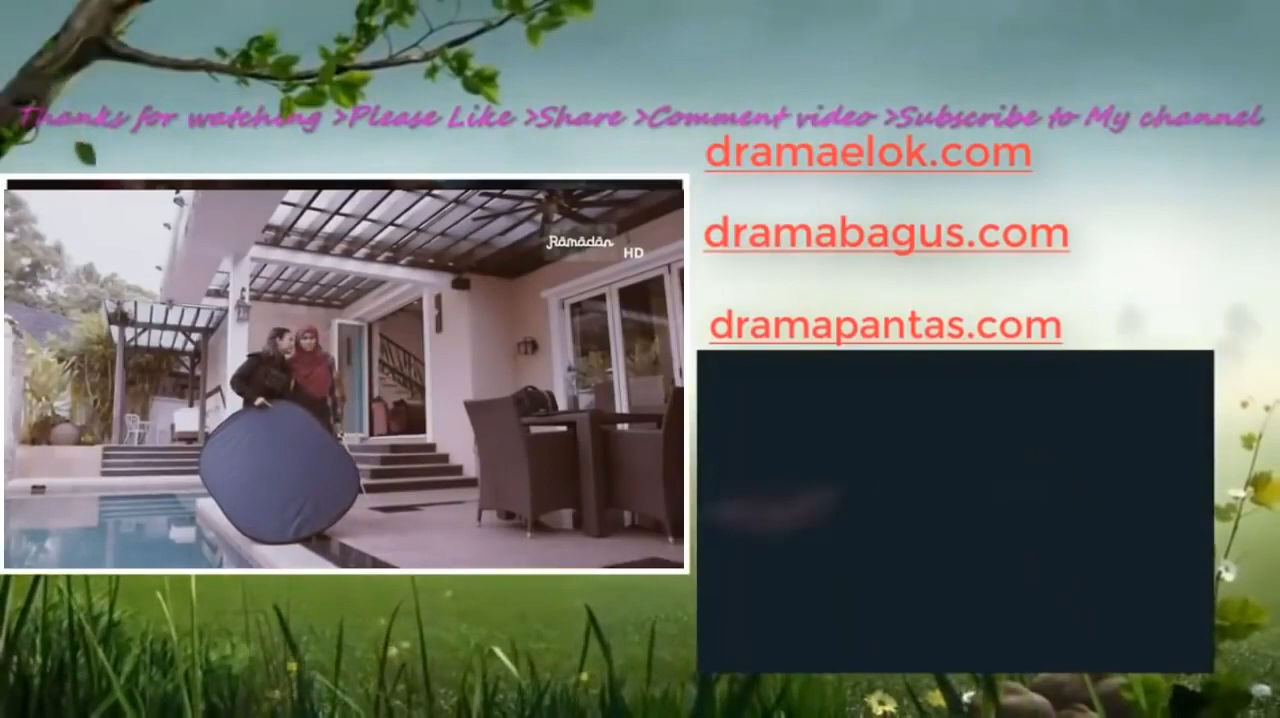 Thanks for watching >Please Like >Share >Comment video >Subscribe to My channel
dramaelok.com
dramabagus.com
dramapantas.com
Ramadan
HD